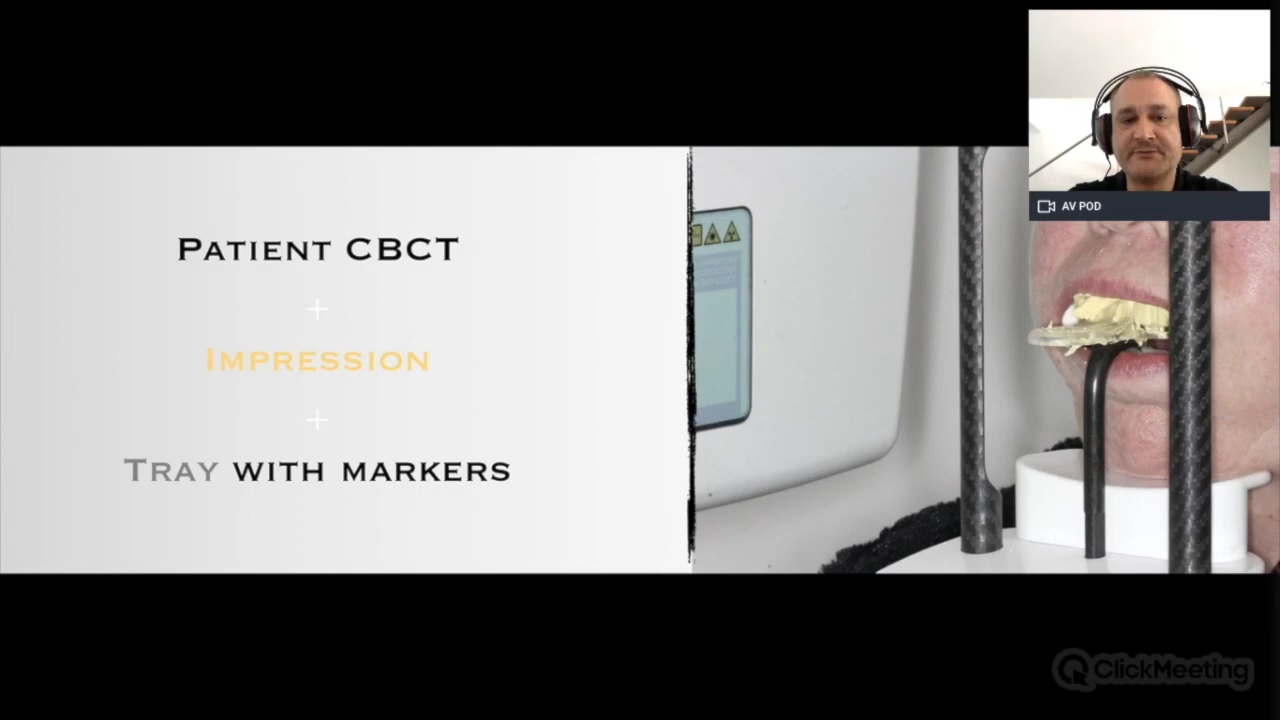 AV POD
PATIENT CBCT
+
IMPRESSION
+
TRAY WITH MARKERS
ClickMeeting